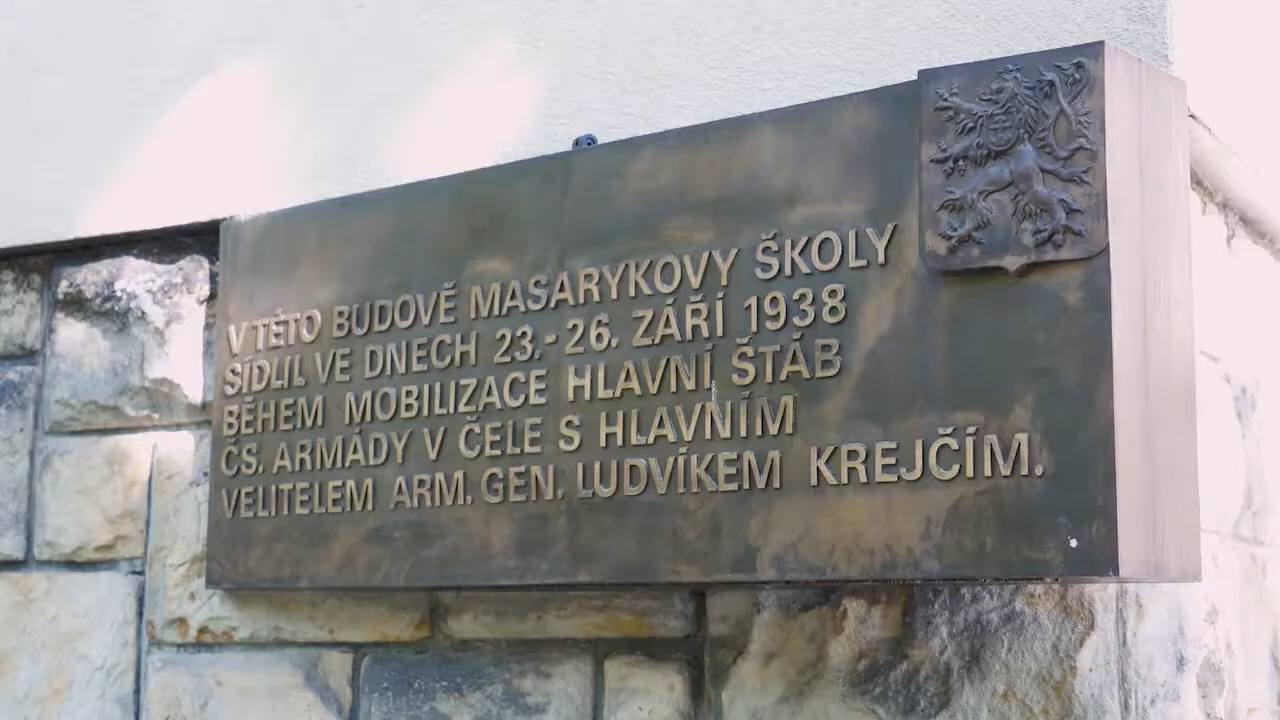 V TÉTO BUDOVĚ MASARYKOVY ŠKOLY
SÍDLIL VE DNECH 23.-26. ZÁŘÍ 1938
BĚHEM MOBILIZACE HLAVNÍ ŠTÁB
ČS. ARMÁDY V ČELE S HLAVNÍM
VELITELEM ARM. GEN. LUDVÍKEM KREJČÍM.